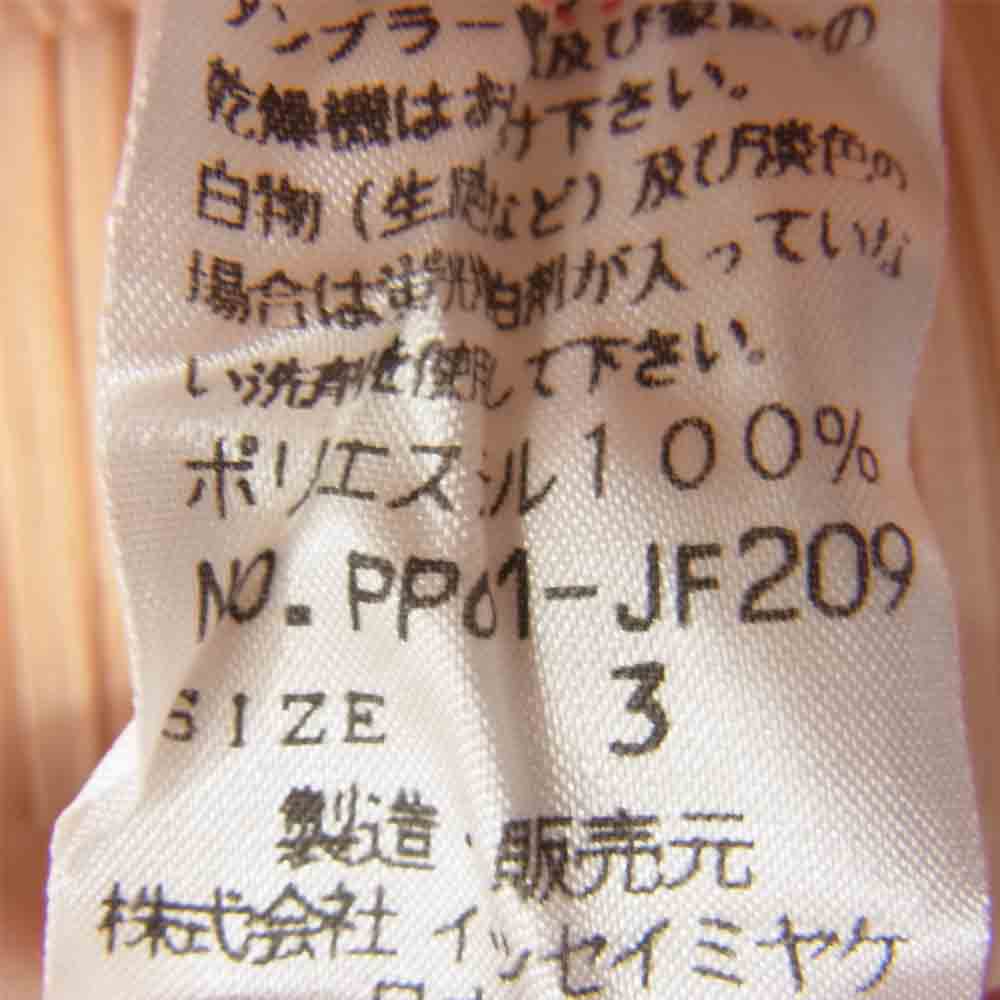 タンブラー及び家庭用の
乾燥機はお避け下さい。
白物(生成など)及び淡色の
場合は蛍光増白剤が入っていな
い洗剤を使用して下さい。
ポリエステル100%
NO.PP61-JF209
SIZE 3
製造・販売元
株式会社イッセイミヤケ